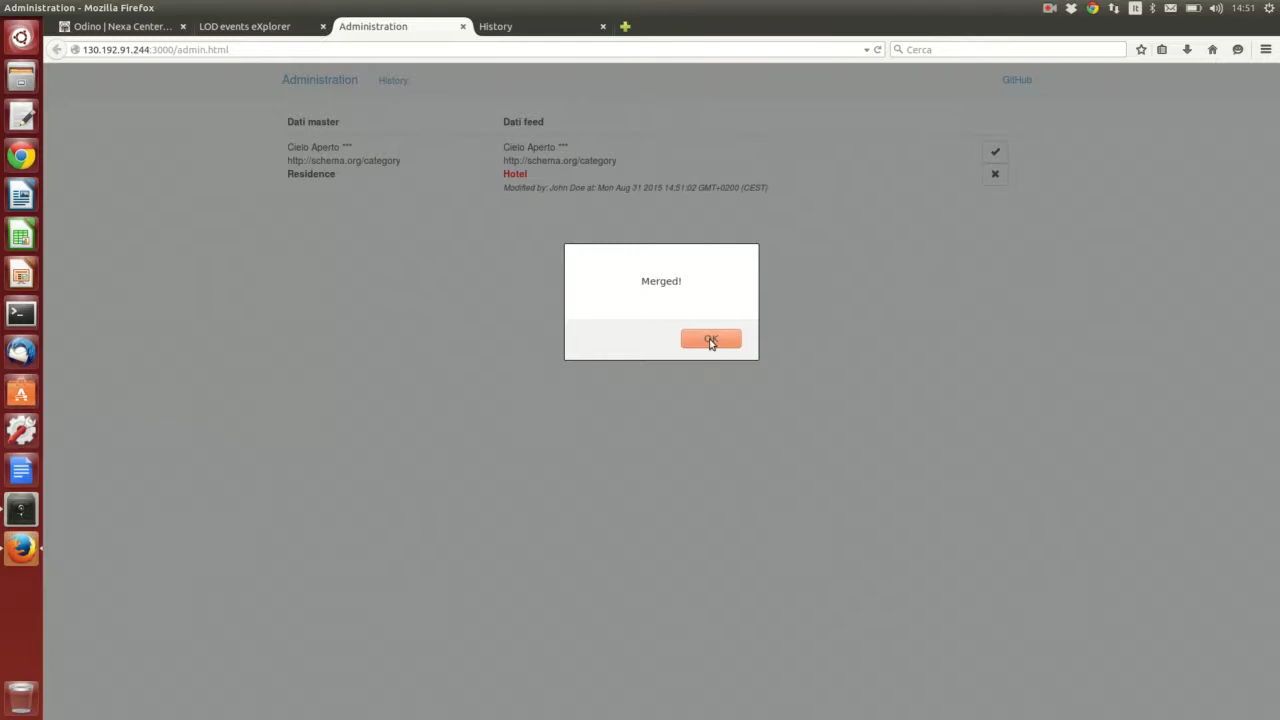 Administration - Mozilla Firefox
It
14:51
Odino | Nexa Center...
LOD events eXplorer
Administration
History
130.192.91.244:3000/admin.html
Cerca
Administration
History
GitHub
Dati master
Dati feed
Cielo Aperto ***
http://schema.org/category
Residence
Cielo Aperto ***
http://schema.org/category
Hotel
Modified by: John Doe at: Mon Aug 31 2015 14:51:02 GMT+0200 (CEST)
Merged!
OK